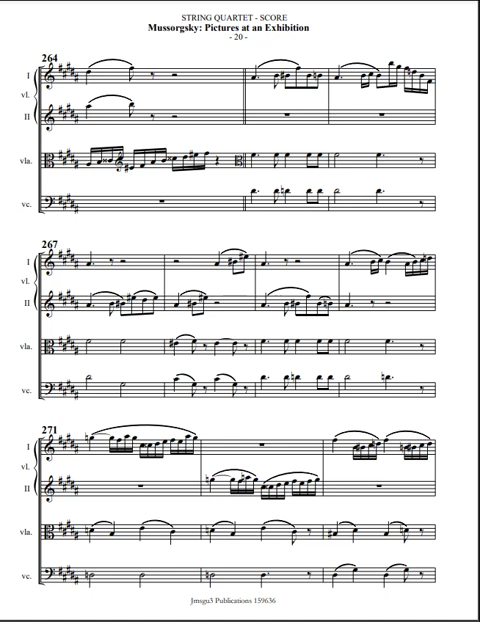 STRING QUARTET - SCORE
Mussorgsky: Pictures at an Exhibition
- 20 -
264
I
vl.
II
vla.
vc.
267
I
vl.
II
vla.
vc.
271
I
vl.
II
vla.
vc.
Jmsgu3 Publications 159636